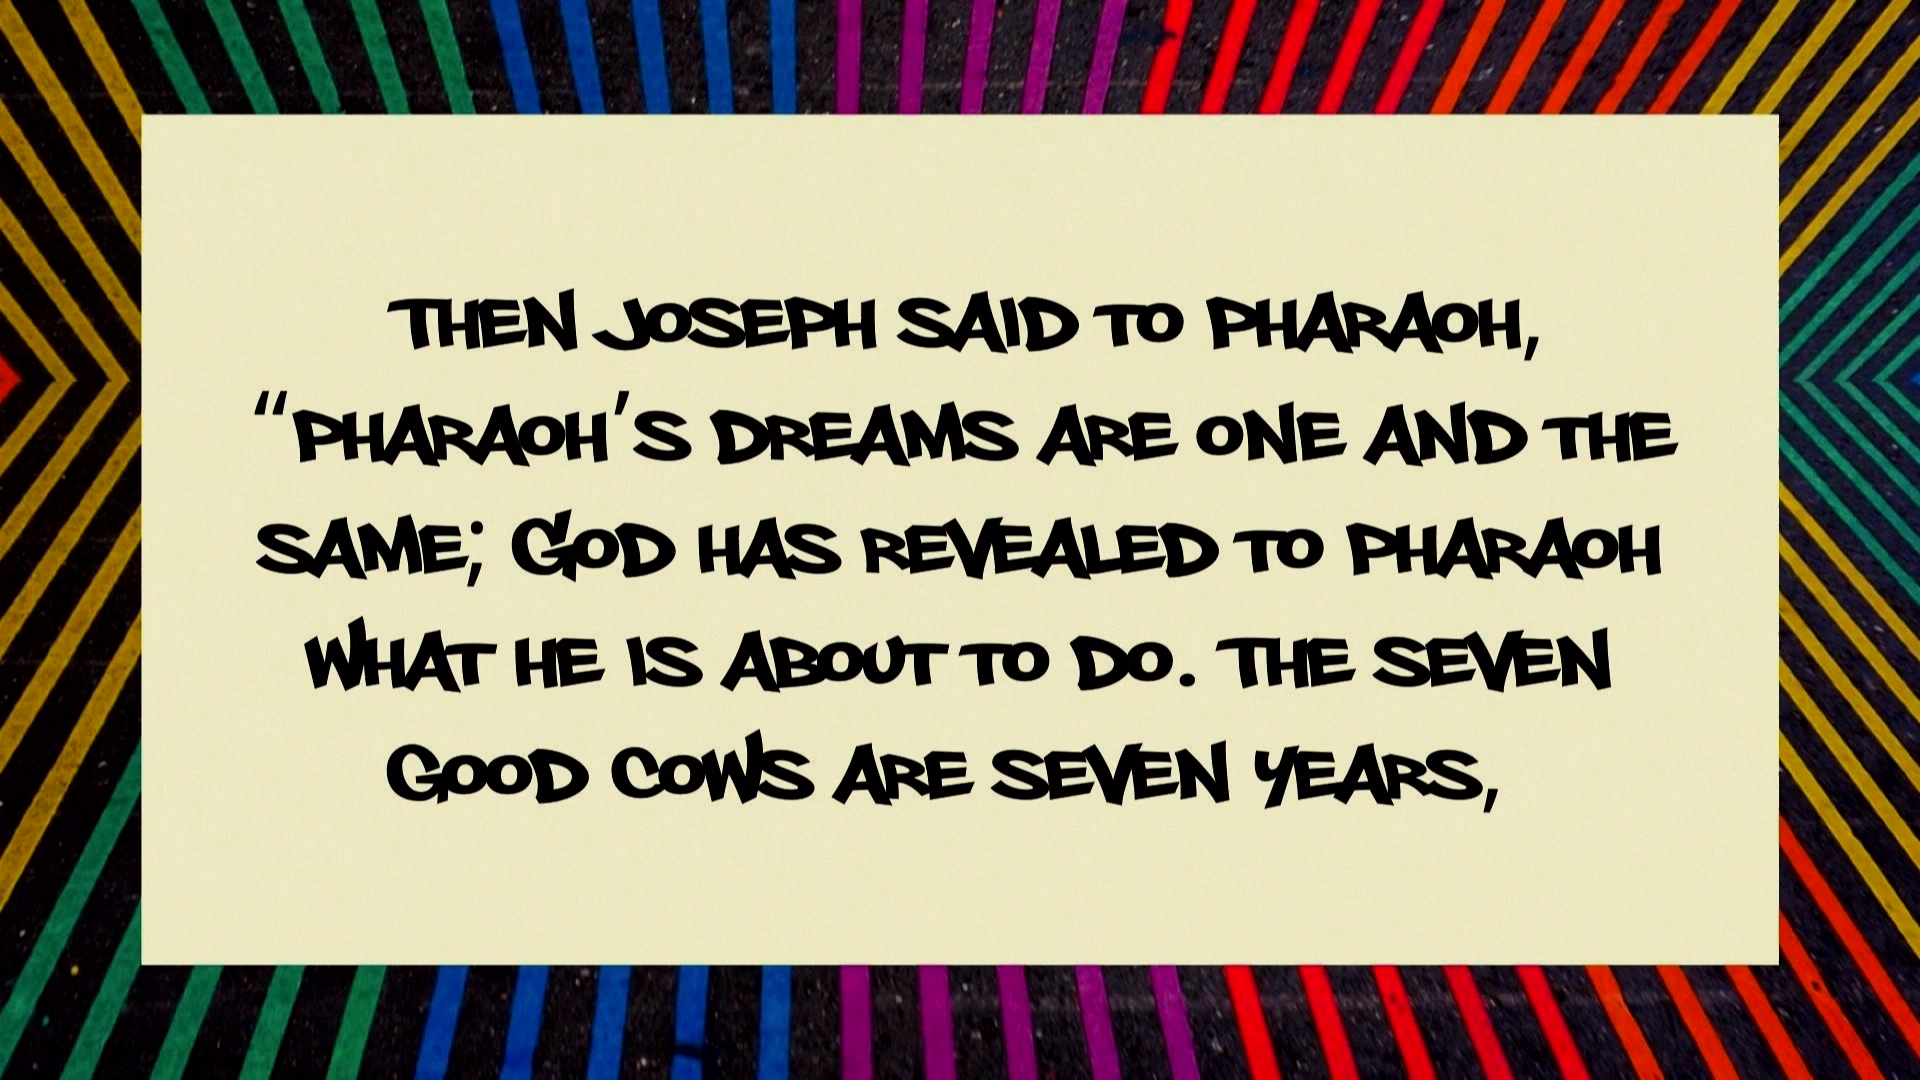 Then Joseph said to Pharaoh,
“Pharaoh’s dreams are one and the
same; God has revealed to Pharaoh
what he is about to do. The seven
good cows are seven years,